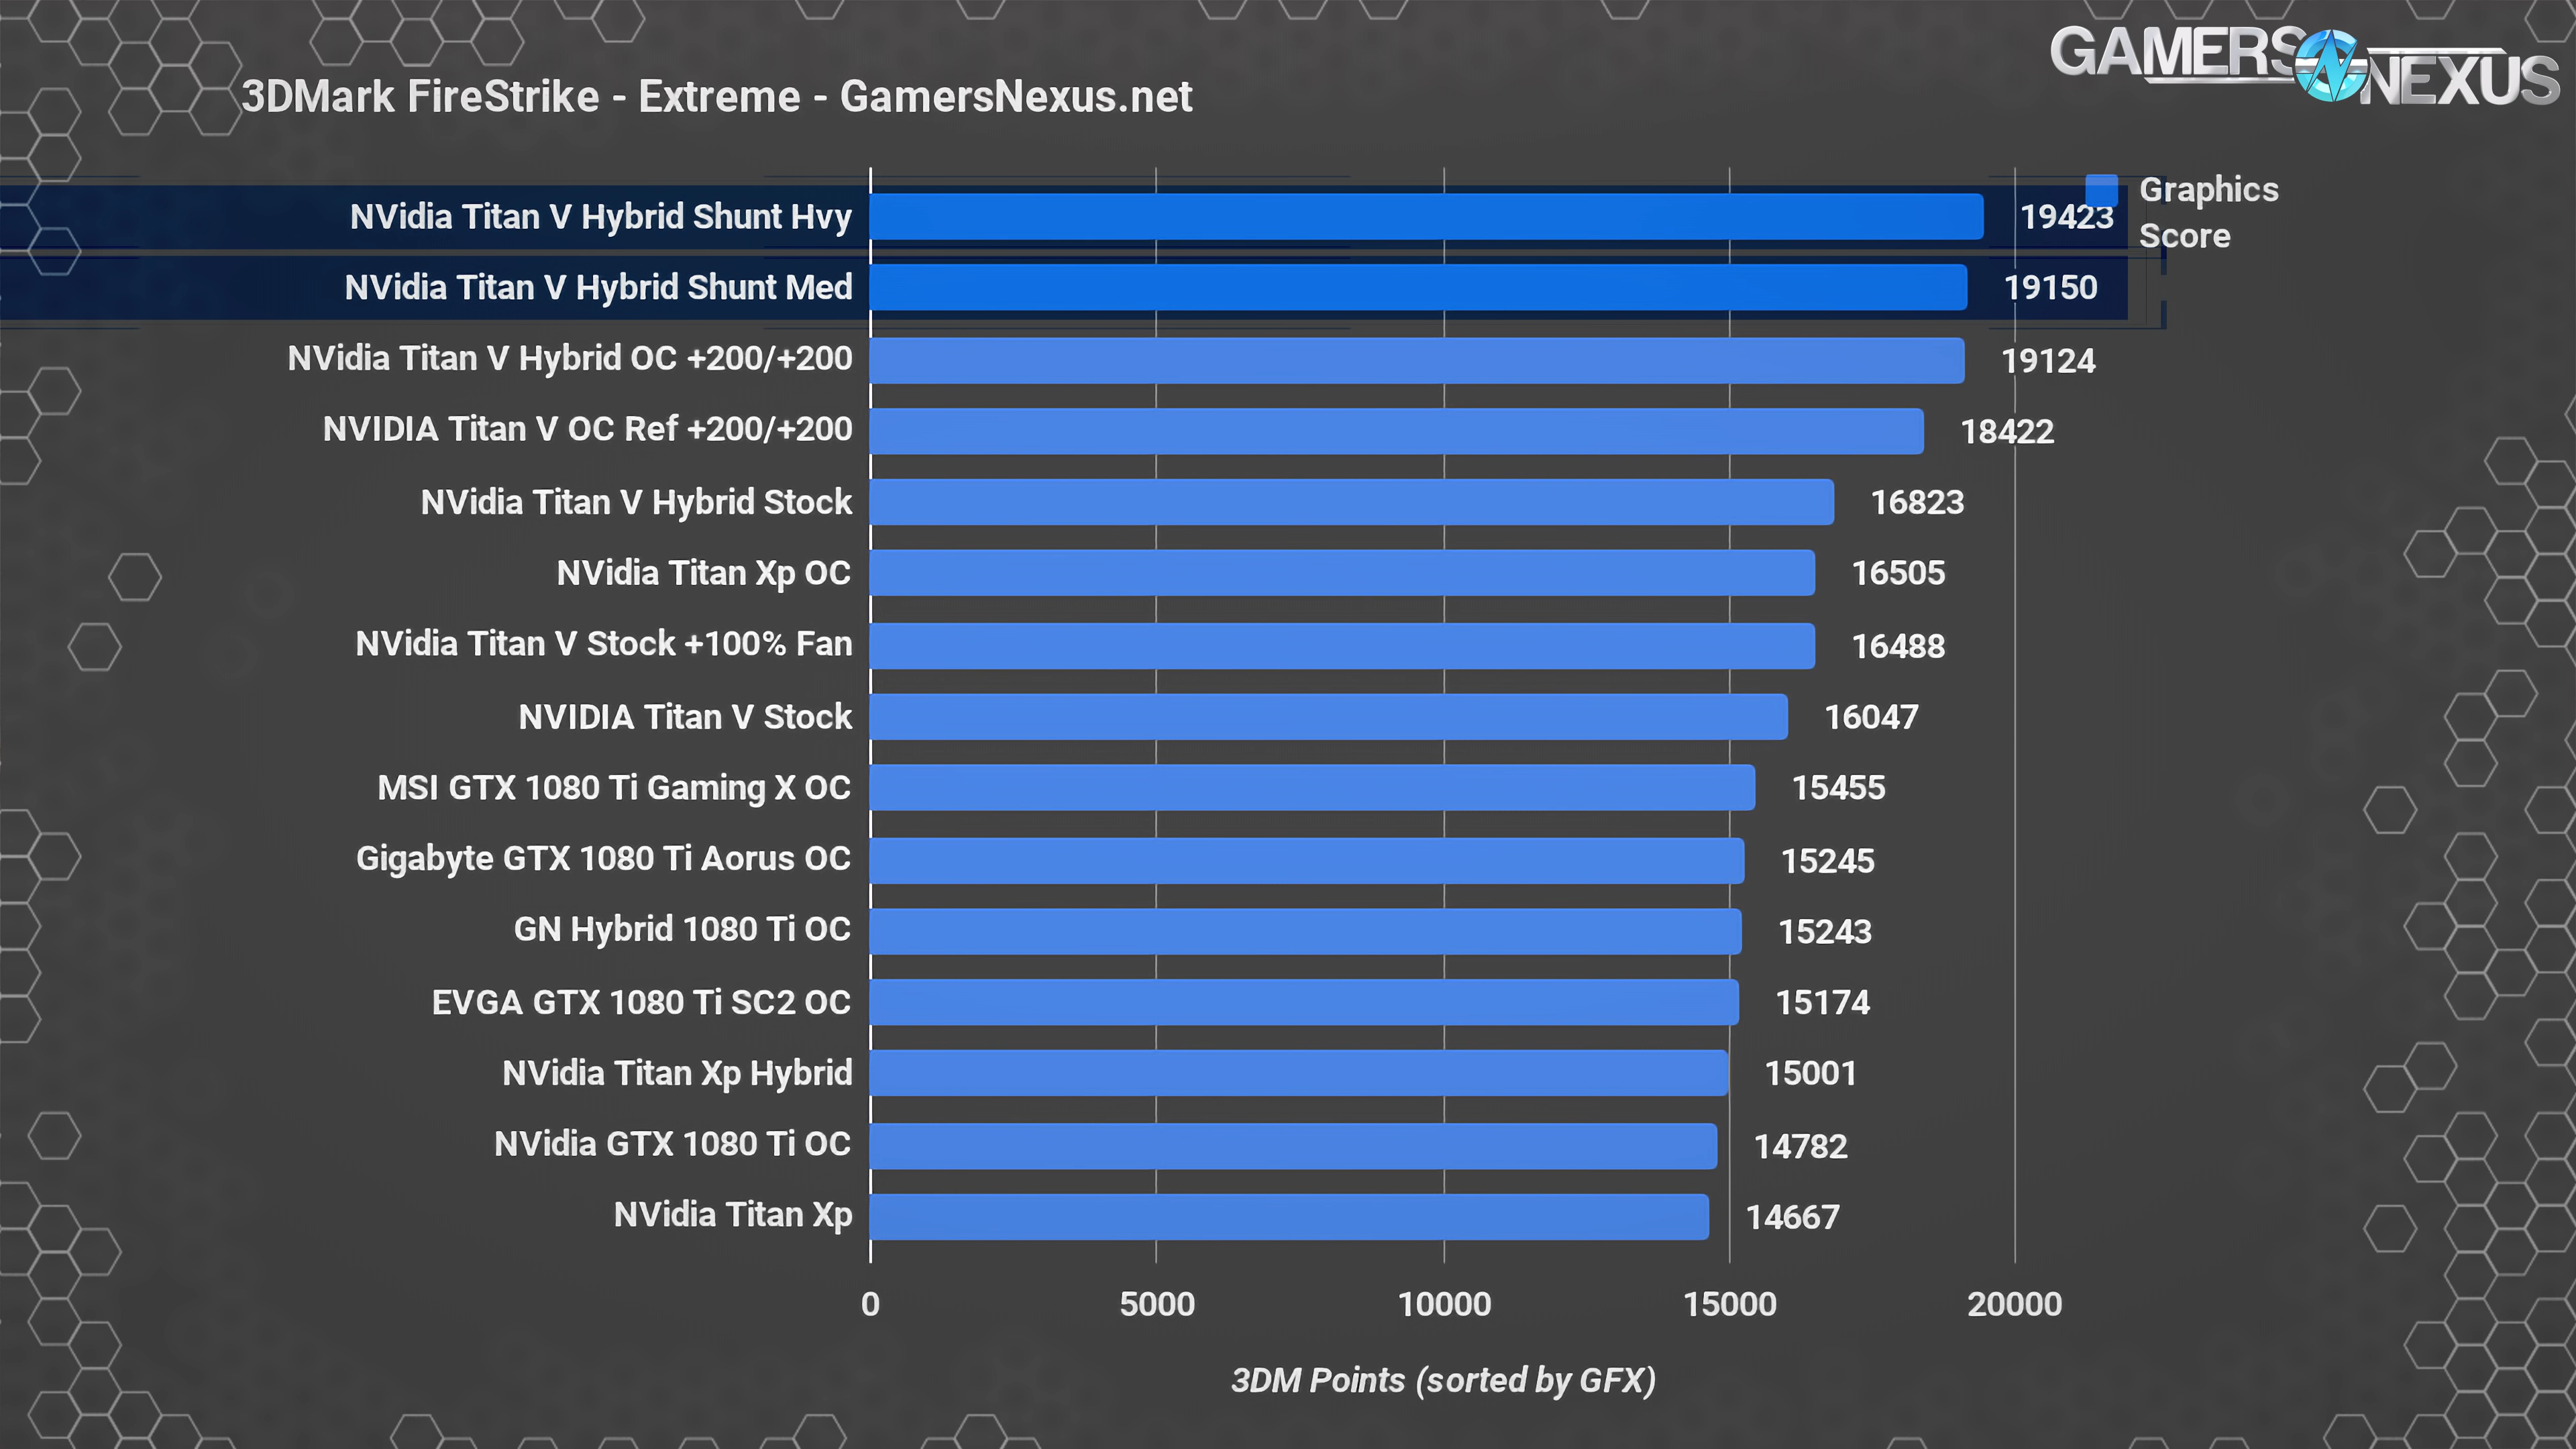 GAMERS NEXUS
3DMark FireStrike - Extreme - GamersNexus.net
Graphics
Score
NVidia Titan V Hybrid Shunt Hvy 19423
NVidia Titan V Hybrid Shunt Med 19150
NVidia Titan V Hybrid OC +200/+200 19124
NVIDIA Titan V OC Ref +200/+200 18422
NVidia Titan V Hybrid Stock 16823
NVidia Titan Xp OC 16505
NVidia Titan V Stock +100% Fan 16488
NVIDIA Titan V Stock 16047
MSI GTX 1080 Ti Gaming X OC 15455
Gigabyte GTX 1080 Ti Aorus OC 15245
GN Hybrid 1080 Ti OC 15243
EVGA GTX 1080 Ti SC2 OC 15174
NVidia Titan Xp Hybrid 15001
NVidia GTX 1080 Ti OC 14782
NVidia Titan Xp 14667
0 5000 10000 15000 20000
3DM Points (sorted by GFX)